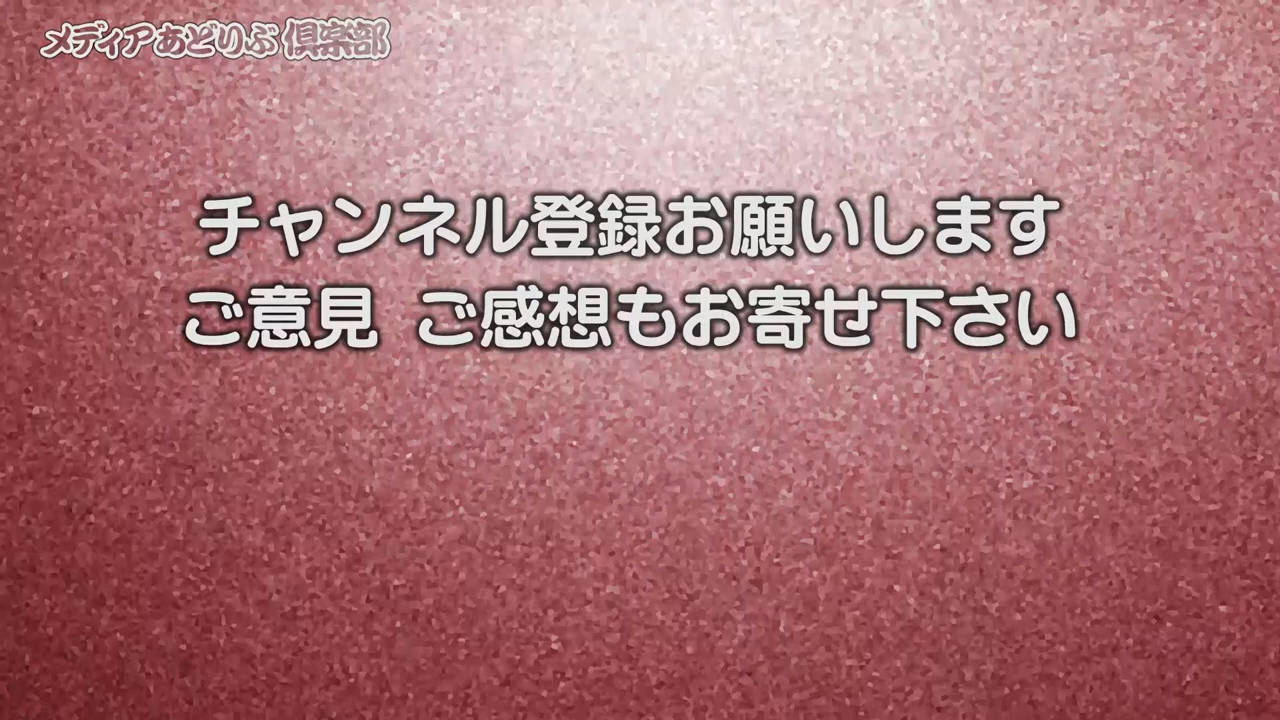 メディアあどりぶ倶楽部
チャンネル登録お願いします
ご意見 ご感想もお寄せ下さい